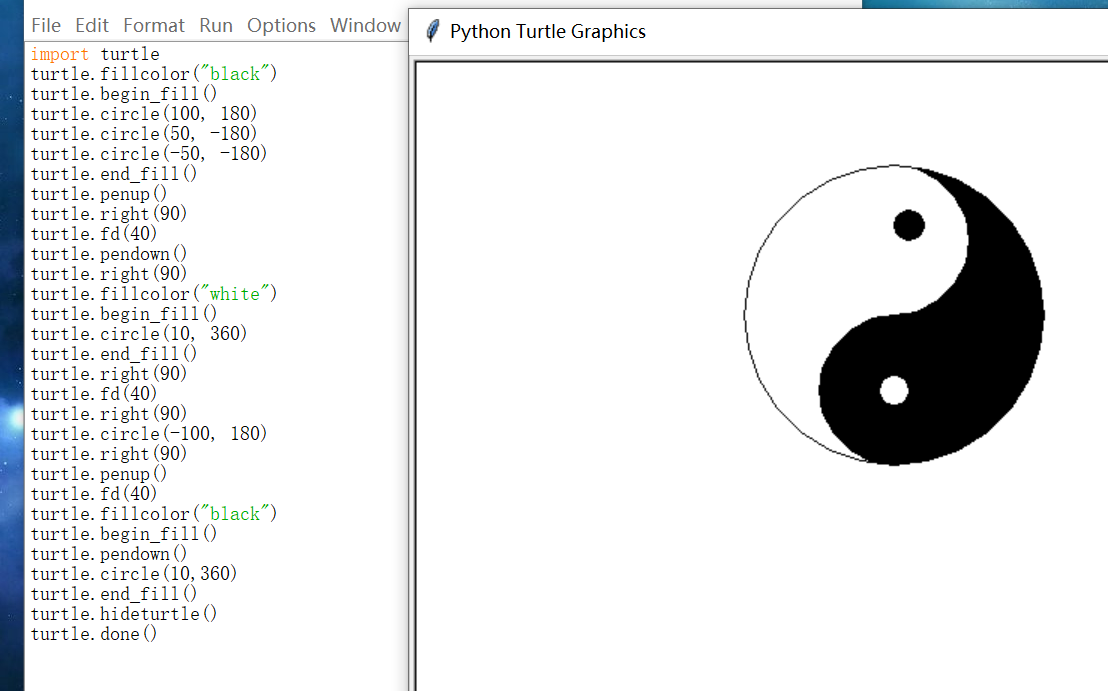 File Edit Format Run Options Window
Python Turtle Graphics
import turtle
turtle.fillcolor("black")
turtle.begin_fill()
turtle.circle(100, 180)
turtle.circle(50, -180)
turtle.circle(-50, -180)
turtle.end_fill()
turtle.penup()
turtle.right(90)
turtle.fd(40)
turtle.pendown()
turtle.right(90)
turtle.fillcolor("white")
turtle.begin_fill()
turtle.circle(10, 360)
turtle.end_fill()
turtle.right(90)
turtle.fd(40)
turtle.right(90)
turtle.circle(-100, 180)
turtle.right(90)
turtle.penup()
turtle.fd(40)
turtle.fillcolor("black")
turtle.begin_fill()
turtle.pendown()
turtle.circle(10,360)
turtle.end_fill()
turtle.hideturtle()
turtle.done()